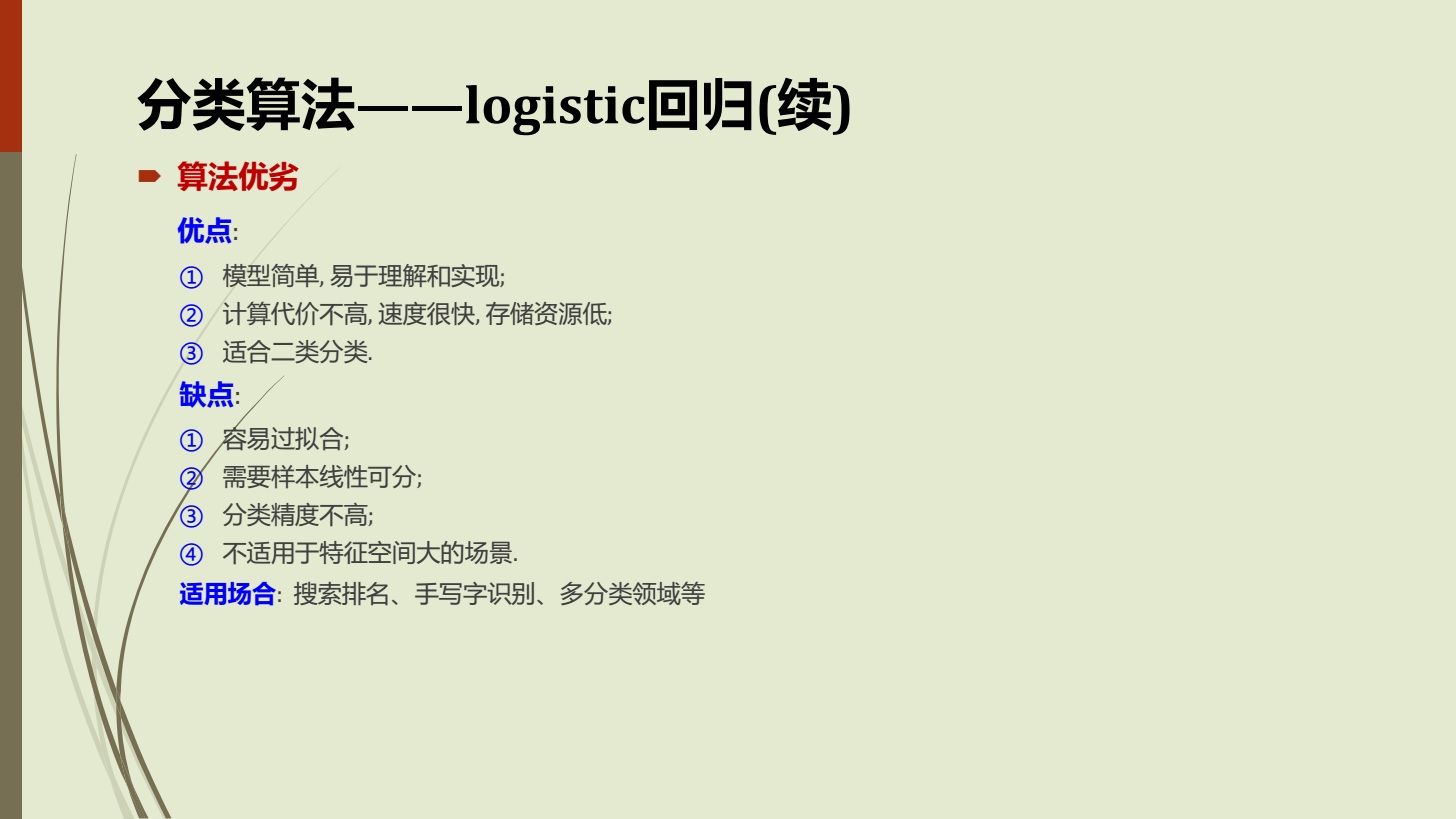 分类算法——logistic回归(续)
算法优劣
优点:
① 模型简单, 易于理解和实现;
② 计算代价不高, 速度很快, 存储资源低;
③ 适合二类分类.
缺点:
① 容易过拟合;
② 需要样本线性可分;
③ 分类精度不高;
④ 不适用于特征空间大的场景.
适用场合: 搜索排名、手写字识别、多分类领域等